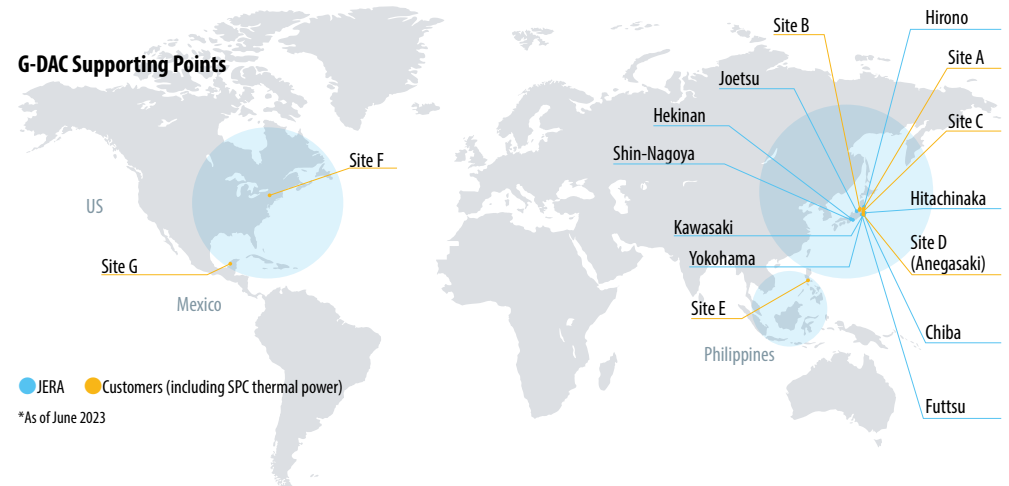 G-DAC Supporting Points
Site B
Hirono
Site A
Joetsu
Hekinan
Site C
Shin-Nagoya
Site F
US
Hitachinaka
Kawasaki
Site D
(Anegasaki)
Yokohama
Site G
Mexico
Site E
Chiba
Philippines
JERA
Customers (including SPC thermal power)
Futtsu
*As of June 2023